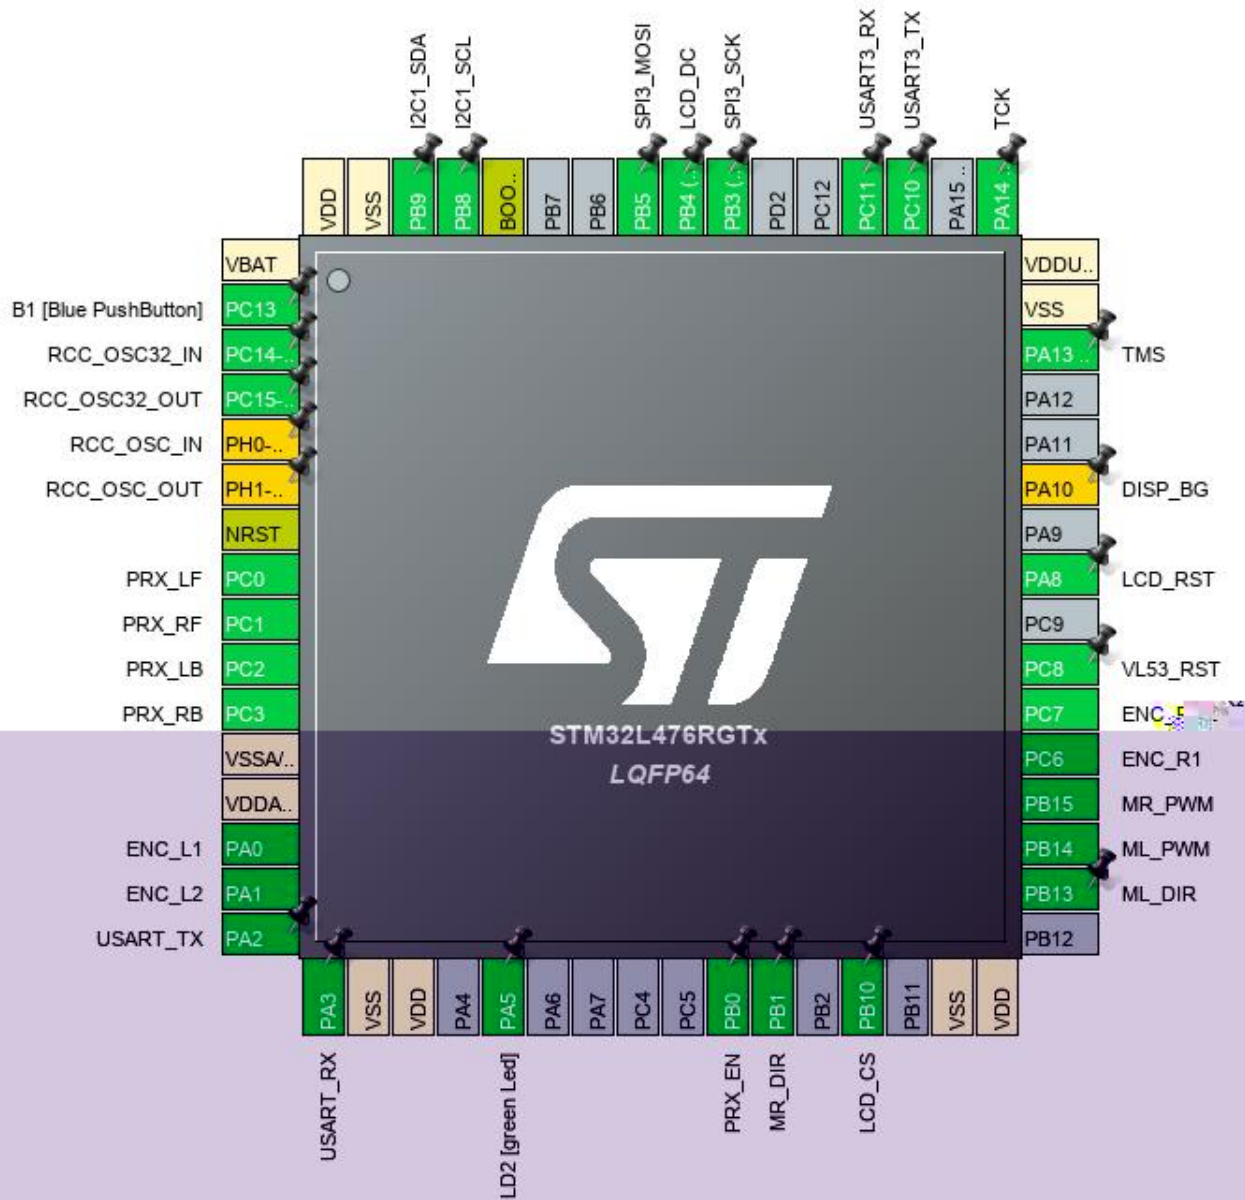 I2C1_SDA
I2C1_SCL
SPI3_MOSI
LCD_DC
SPI3_SCK
USART3_RX
USART3_TX
TCK
VDD
VSS
PB9
PB8
BOO..
PB7
PB6
PB5
PB4 (..
PB3 (..
PD2
PC12
PC11
PC10
PA15 ..
PA14 ..
VBAT
B1 [Blue PushButton] PC13
RCC_OSC32_IN PC14-..
RCC_OSC32_OUT PC15-..
RCC_OSC_IN PH0-..
RCC_OSC_OUT PH1-..
NRST
PRX_LF PC0
PRX_RF PC1
PRX_LB PC2
PRX_RB PC3
VSSA/..
VDDA..
ENC_L1 PA0
ENC_L2 PA1
USART_TX PA2
STM32L476RGTx
LQFP64
VDDU..
VSS
PA13 .. TMS
PA12
PA11
PA10 DISP_BG
PA9
PA8 LCD_RST
PC9
PC8 VL53_RST
PC7
PC6 ENC_R1
PB15 MR_PWM
PB14 ML_PWM
PB13 ML_DIR
PB12
PA3
VSS
VDD
PA4
PA5
PA6
PA7
PC4
PC5
PB0
PB1
PB2
PB10
PB11
VSS
VDD
USART_RX
LD2 [green Led]
PRX_EN
MR_DIR
LCD_CS